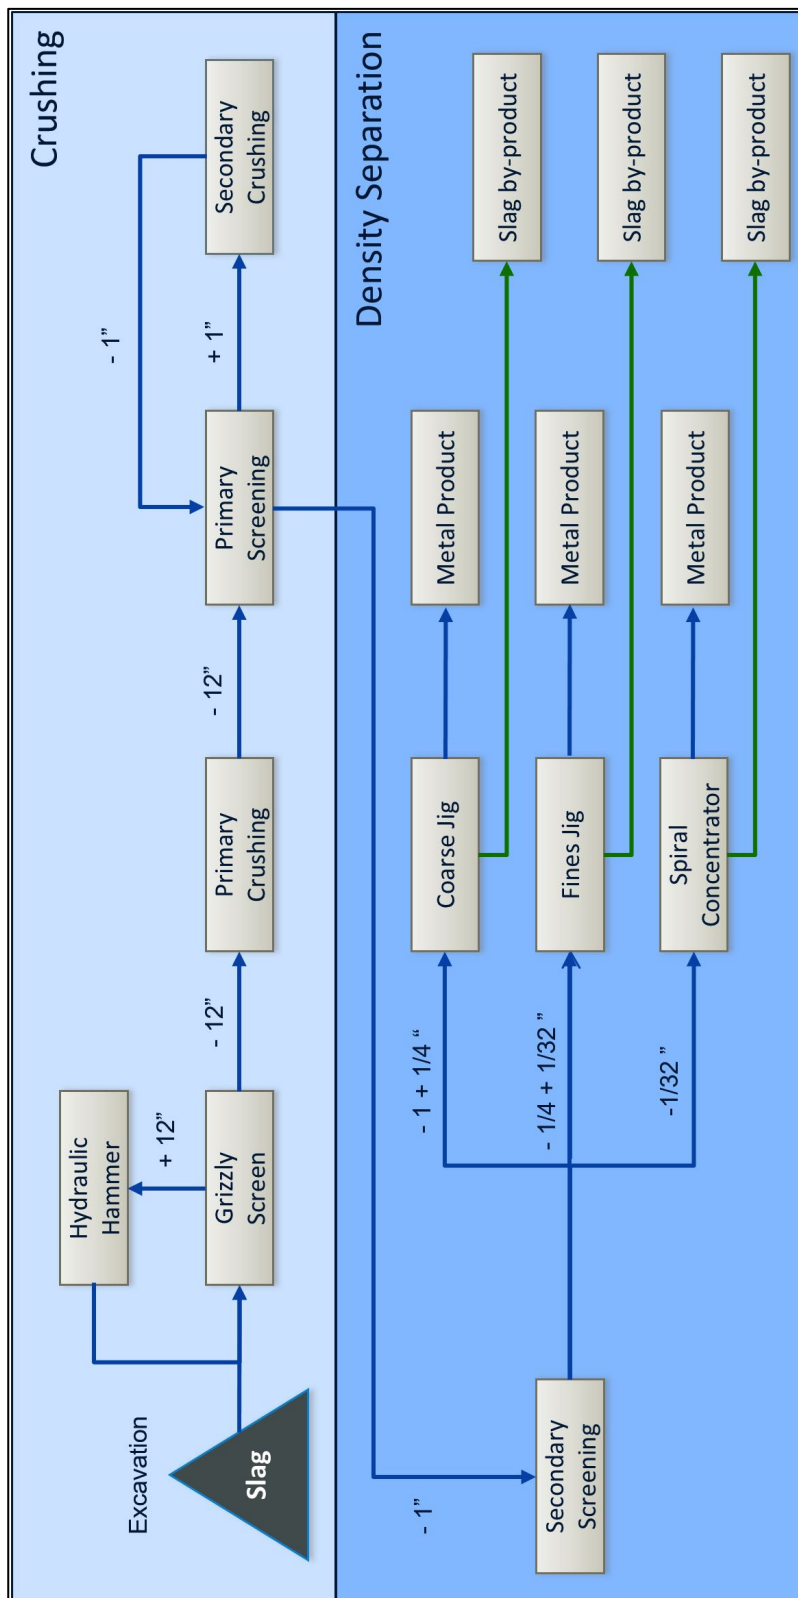 Crushing
Excavation
Slag
Hydraulic
Hammer
+ 12”
Grizzly
Screen
- 12”
Primary
Crushing
- 12”
Primary
Screening
+ 1”
- 1”
Secondary
Crushing
Density Separation
- 1”
Secondary
Screening
- 1 + 1/4 “
- 1/4 + 1/32 ”
-1/32 ”
Coarse Jig
Metal Product
Slag by-product
Fines Jig
Metal Product
Slag by-product
Spiral
Concentrator
Metal Product
Slag by-product